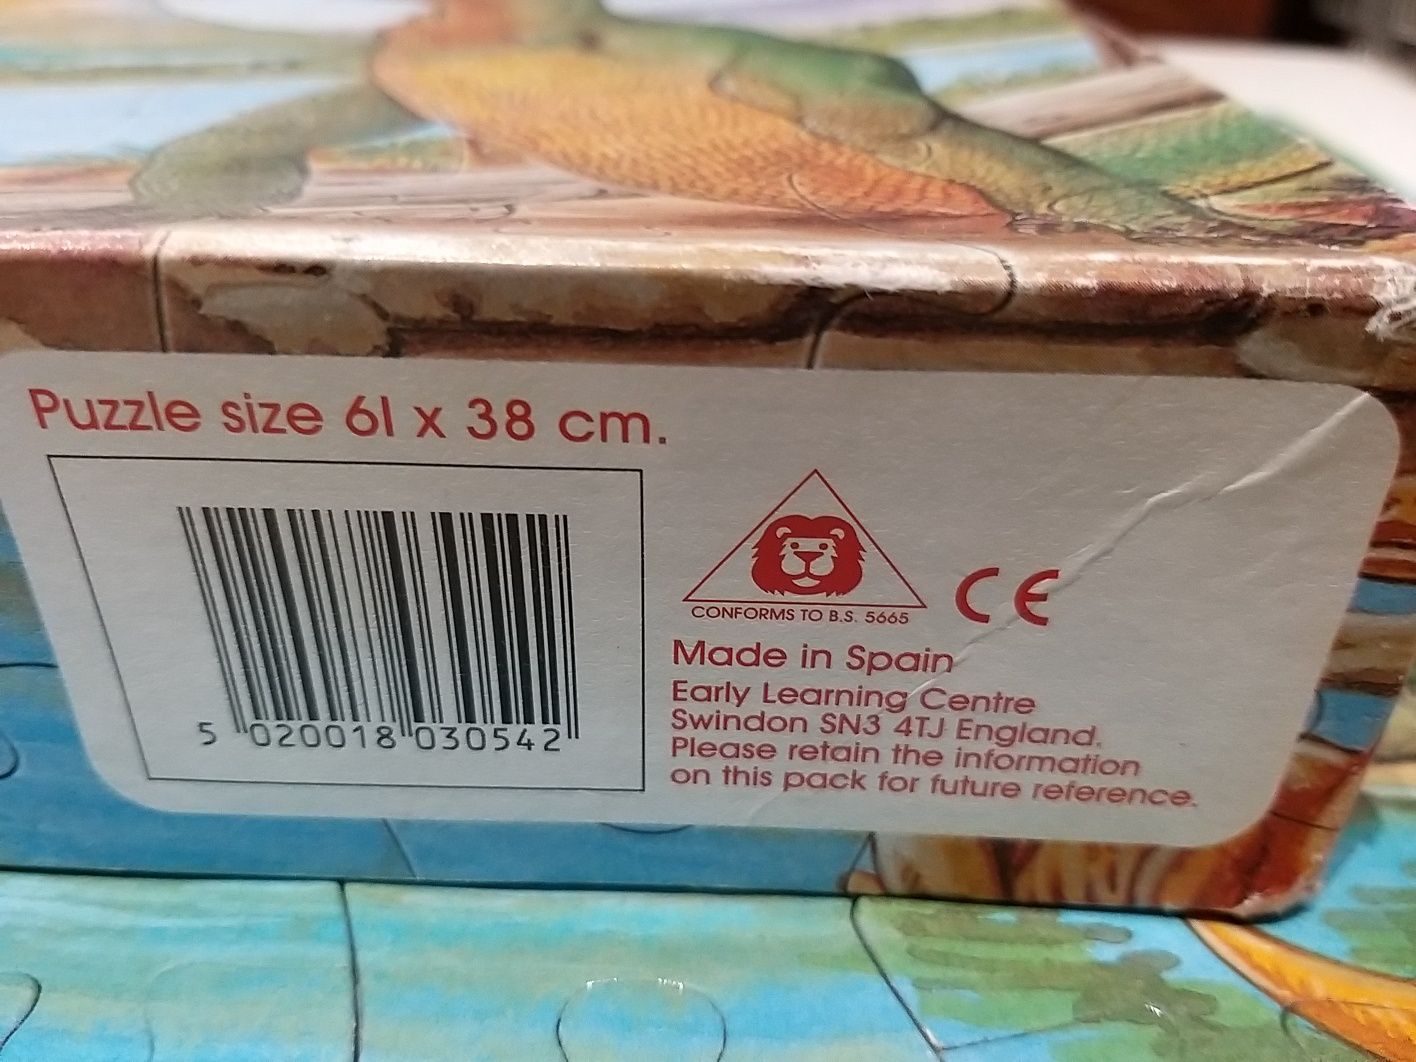 Puzzle size 61 x 38 cm.
5 020018 030542
CONFORMS TO B.S. 5665
CE
Made in Spain
Early Learning Centre
Swindon SN3 4TJ England.
Please retain the information
on this pack for future reference.